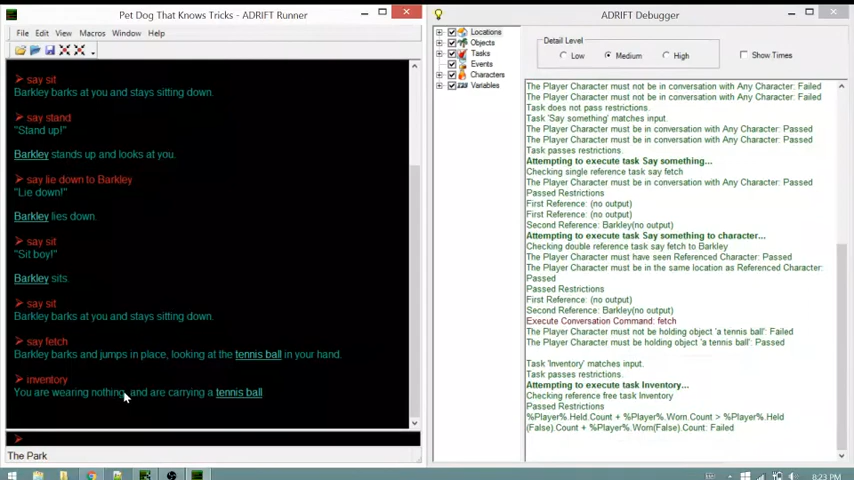 Pet Dog That Knows Tricks - ADRIFT Runner
File Edit View Macros Window Help
say sit
Barkley barks at you and stays sitting down.
say stand
"Stand up!"
Barkley stands up and looks at you.
say lie down to Barkley
"Lie down!"
Barkley lies down.
say sit
"Sit boy!"
Barkley sits.
say sit
Barkley barks at you and stays sitting down.
say fetch
Barkley barks and jumps in place, looking at the tennis ball in your hand.
inventory
You are wearing nothing, and are carrying a tennis ball
The Park
ADRIFT Debugger
Locations
Objects
Tasks
Events
Characters
Variables
Detail Level
Low Medium High
Show Times
The Player Character must not be in conversation with Any Character: Failed
The Player Character must not be in conversation with Any Character: Failed
Task does not pass restrictions.
Task 'Say something' matches input.
The Player Character must be in conversation with Any Character: Passed
The Player Character must be in conversation with Any Character: Passed
Task passes restrictions.
Attempting to execute task Say something...
Checking single reference task say fetch
The Player Character must be in conversation with Any Character: Passed
Passed Restrictions
First Reference: (no output)
First Reference: (no output)
Second Reference: Barkley(no output)
Attempting to execute task Say something to character...
Checking double reference task say fetch to Barkley
The Player Character must have seen Referenced Character: Passed
The Player Character must be in the same location as Referenced Character:
Passed
Passed Restrictions
First Reference: (no output)
Second Reference: Barkley(no output)
Execute Conversation Command: fetch
The Player Character must not be holding object 'a tennis ball': Failed
The Player Character must be holding object 'a tennis ball': Passed
Task 'Inventory' matches input.
Task passes restrictions.
Attempting to execute task Inventory...
Checking reference free task Inventory
Passed Restrictions
%Player%.Held.Count + %Player%.Worn.Count > %Player%.Held
(False).Count + %Player%.Worn(False).Count: Failed
8:23 PM